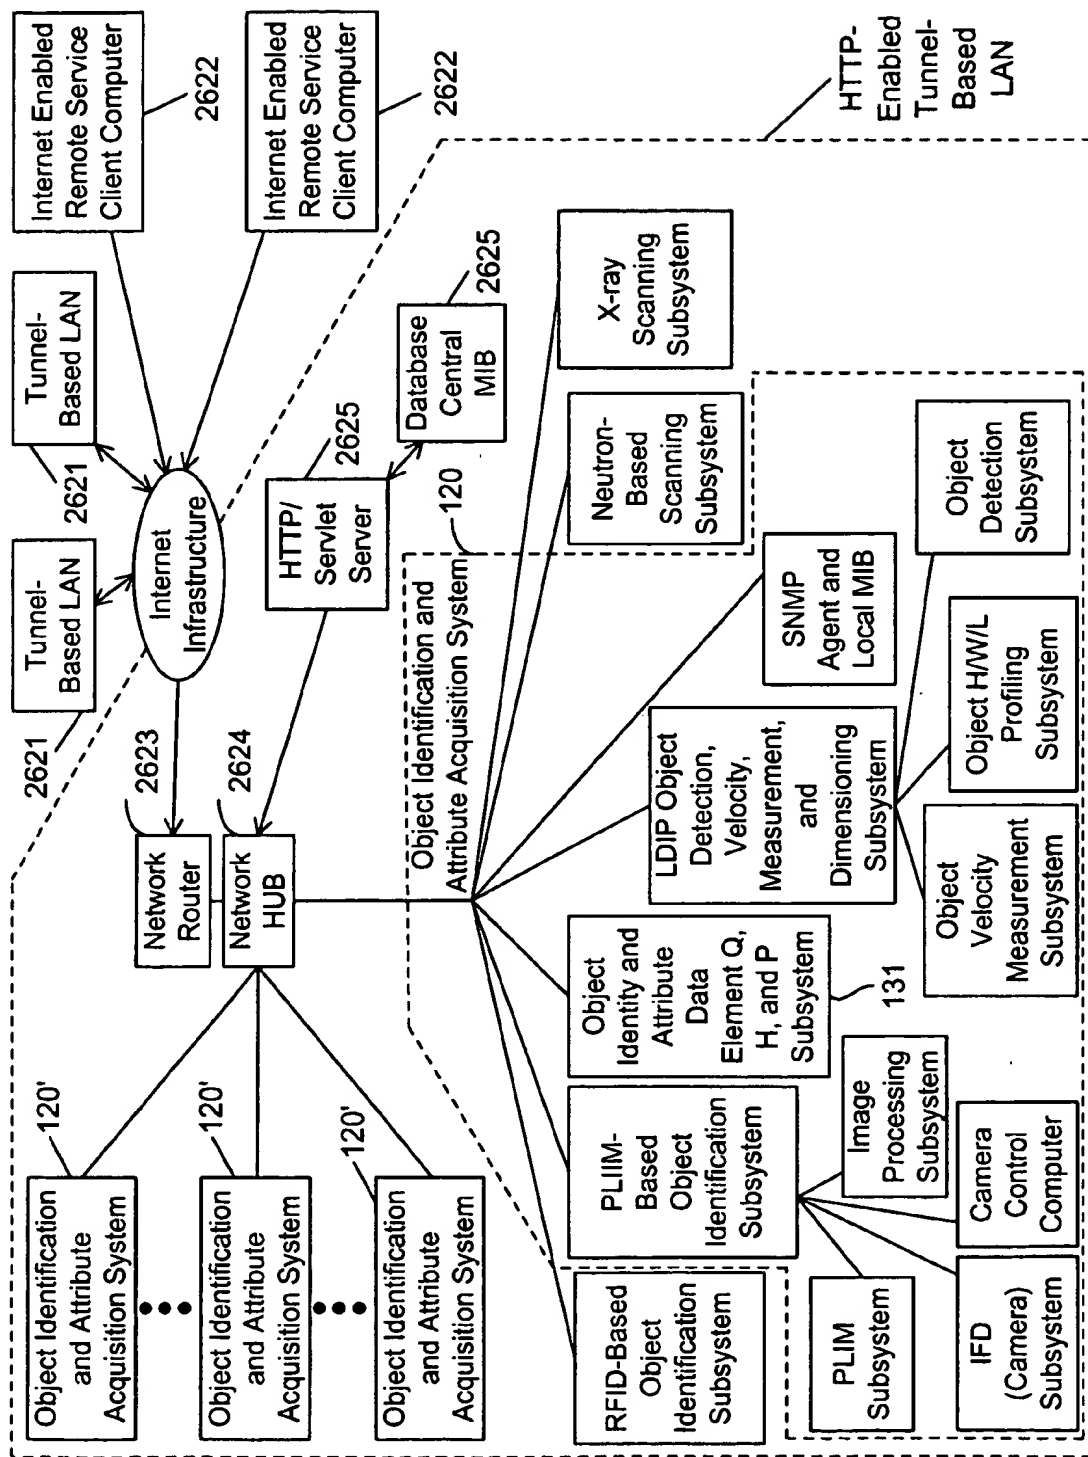 2621
Tunnel-
Based LAN
2621
Tunnel-
Based LAN
Internet Enabled
Remote Service
Client Computer
2622
Internet Enabled
Remote Service
Client Computer
2622
Internet
Infrastructure
2623
Network
Router
2624
Network
HUB
HTTP/
Servlet
Server
2625
Database
Central
MIB
2625
HTTP-
Enabled
Tunnel-
Based
LAN
Object Identification
and Attribute
Acquisition System
120'
Object Identification
and Attribute
Acquisition System
120'
Object Identification
and Attribute
Acquisition System
120'
Object Identification and
Attribute Acquisition System
120
RFID-Based
Object
Identification
Subsystem
PLIIM-
Based Object
Identification
Subsystem
Object
Identity and
Attribute
Data
Element Q,
H, and P
Subsystem
131
LDIP Object
Detection,
Velocity,
Measurement,
and
Dimensioning
Subsystem
SNMP
Agent and
Local MIB
Neutron-
Based
Scanning
Subsystem
X-ray
Scanning
Subsystem
PLIM
Subsystem
IFD
(Camera)
Subsystem
Camera
Control
Computer
Image
Processing
Subsystem
Object
Velocity
Measurement
Subsystem
Object H/W/L
Profiling
Subsystem
Object
Detection
Subsystem